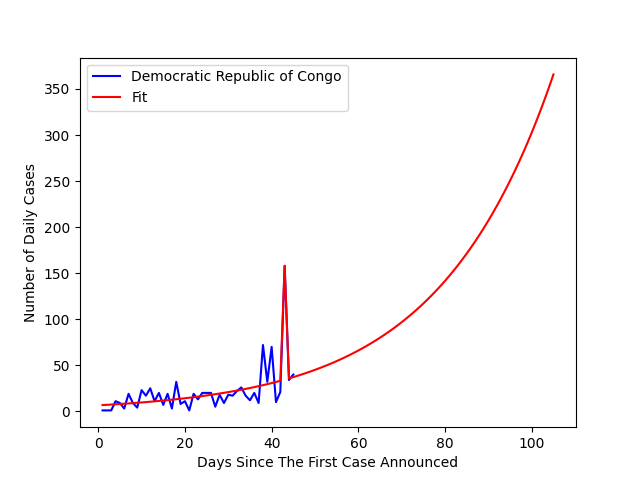 Democratic Republic of Congo
Fit
Number of Daily Cases
350
300
250
200
150
100
50
0
0 20 40 60 80 100
Days Since The First Case Announced